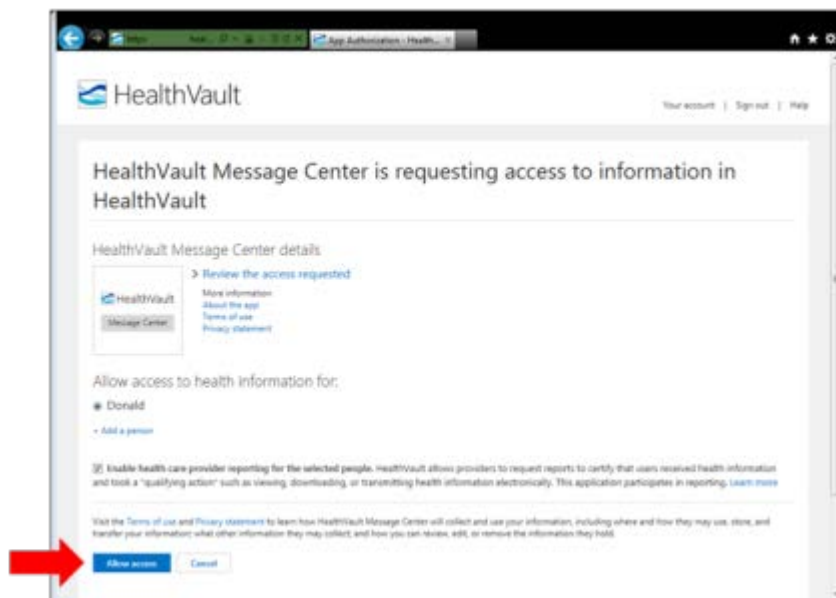 App Authorization - Health...
HealthVault
Your account | Sign out | Help
HealthVault Message Center is requesting access to information in
HealthVault
HealthVault Message Center details
Review the access requested
HealthVault
Message Center
More information
About the app
Terms of use
Privacy statement
Allow access to health information for:
Donald
+ Add a person
Enable health care provider reporting for the selected people. HealthVault allows providers to request reports to certify that users received health information
and took a "qualifying action" such as viewing, downloading, or transmitting health information electronically. This application participates in reporting. Learn more
Visit the Terms of use and Privacy statement to learn how HealthVault Message Center will collect and use your information, including where and how they may use, store, and
transfer your information; what other information they may collect; and how you can review, edit, or remove the information they hold.
Allow access
Cancel